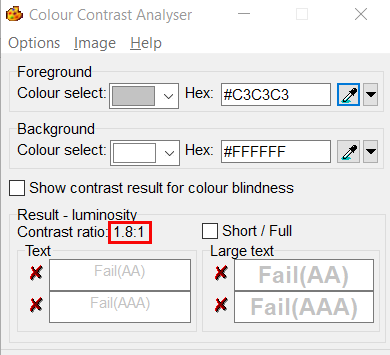 Colour Contrast Analyser
Options Image Help
Foreground
Colour select: Hex: #C3C3C3
Background
Colour select: Hex: #FFFFFF
Show contrast result for colour blindness
Result - luminosity
Contrast ratio: 1.8:1 Short / Full
Text Large text
Fail(AA) Fail(AA)
Fail(AAA) Fail(AAA)